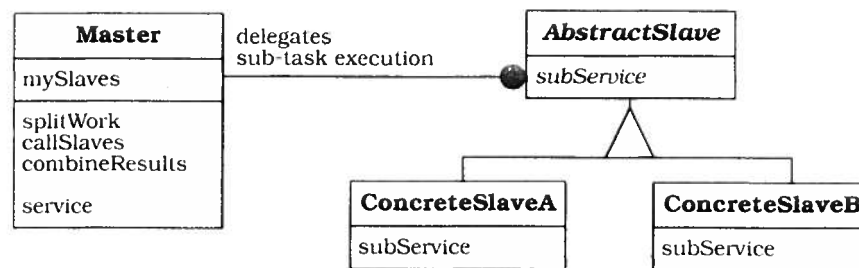 Master
mySlaves
splitWork
callSlaves
combineResults
service
delegates
sub-task execution
AbstractSlave
subService
ConcreteSlaveA
subService
ConcreteSlaveB
subService